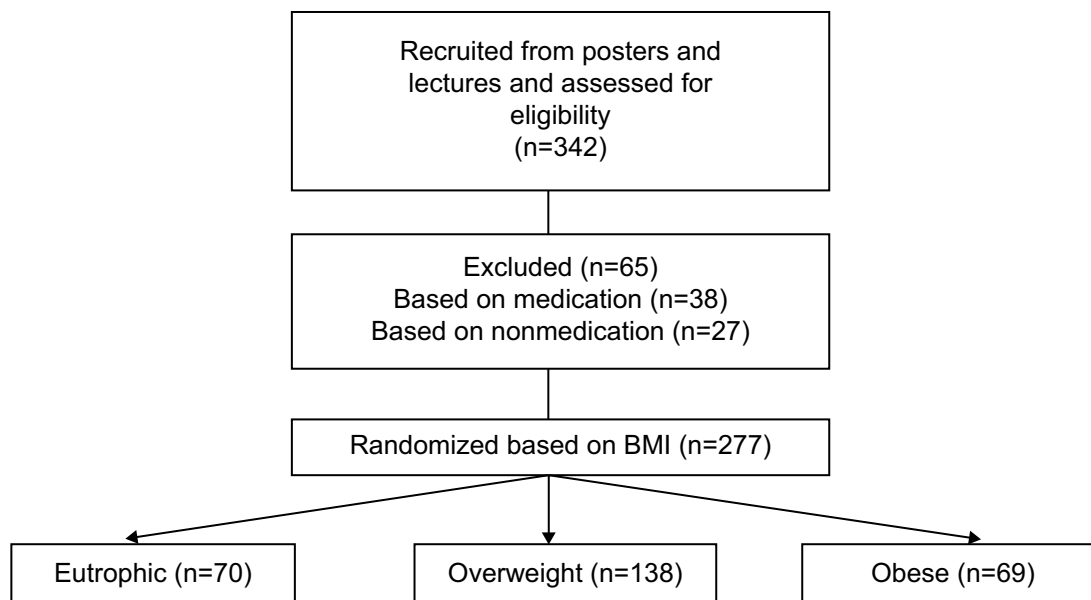 Recruited from posters and
lectures and assessed for
eligibility
(n=342)
Excluded (n=65)
Based on medication (n=38)
Based on nonmedication (n=27)
Randomized based on BMI (n=277)
Eutrophic (n=70)
Overweight (n=138)
Obese (n=69)